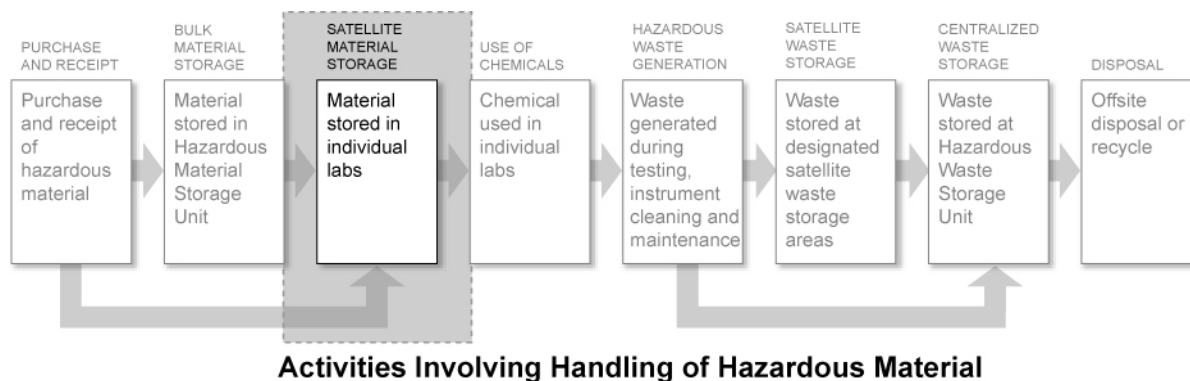 PURCHASE
AND RECEIPT
Purchase
and receipt
of
hazardous
material
BULK
MATERIAL
STORAGE
Material
stored in
Hazardous
Material
Storage
Unit
SATELLITE
MATERIAL
STORAGE
Material
stored in
individual
labs
USE OF
CHEMICALS
Chemical
used in
individual
labs
HAZARDOUS
WASTE
GENERATION
Waste
generated
during
testing,
instrument
cleaning and
maintenance
SATELLITE
WASTE
STORAGE
Waste
stored at
designated
satellite
waste
storage
areas
CENTRALIZED
WASTE
STORAGE
Waste
stored at
Hazardous
Waste
Storage
Unit
DISPOSAL
Offsite
disposal or
recycle
Activities Involving Handling of Hazardous Material